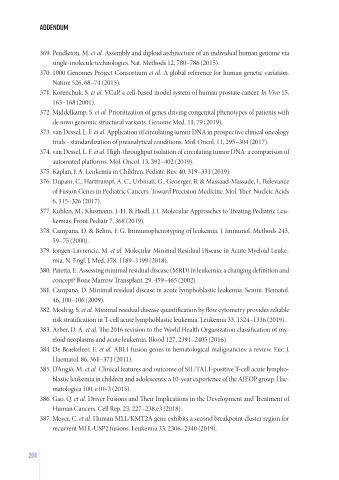 ADDENDUM
369. Pendleton, M. et al. Assembly and diploid architecture of an individual human genome via
single-molecule technologies. Nat. Methods 12, 780–786 (2015).
370. 1000 Genomes Project Consortium et al. A global reference for human genetic variation.
Nature 526, 68–74 (2015).
371. Korenchuk, S. et al. VCaP, a cell-based model system of human prostate cancer. In Vivo 15,
163–168 (2001).
372. Middelkamp, S. et al. Prioritization of genes driving congenital phenotypes of patients with
de novo genomic structural variants. Genome Med. 11, 79 (2019).
373. van Dessel, L. F. et al. Application of circulating tumor DNA in prospective clinical oncology
trials - standardization of preanalytical conditions. Mol. Oncol. 11, 295–304 (2017).
374. van Dessel, L. F. et al. High-throughput isolation of circulating tumor DNA: a comparison of
automated platforms. Mol. Oncol. 13, 392–402 (2019).
375. Kaplan, J. A. Leukemia in Children. Pediatr. Rev. 40, 319–331 (2019).
376. Dupain, C., Harttrampf, A. C., Urbinati, G., Geoerger, B. & Massaad-Massade, L. Relevance
of Fusion Genes in Pediatric Cancers: Toward Precision Medicine. Mol. Ther. Nucleic Acids
6, 315–326 (2017).
377. Kuhlen, M., Klusmann, J.-H. & Hoell, J. I. Molecular Approaches to Treating Pediatric Leu-
kemias. Front Pediatr 7, 368 (2019).
378. Campana, D. & Behm, F. G. Immunophenotyping of leukemia. J. Immunol. Methods 243,
59–75 (2000).
379. Jongen-Lavrencic, M. et al. Molecular Minimal Residual Disease in Acute Myeloid Leuke-
mia. N. Engl. J. Med. 378, 1189–1199 (2018).
380. Paietta, E. Assessing minimal residual disease (MRD) in leukemia: a changing definition and
concept? Bone Marrow Transplant. 29, 459–465 (2002).
381. Campana, D. Minimal residual disease in acute lymphoblastic leukemia. Semin. Hematol.
46, 100–106 (2009).
382. Modvig, S. et al. Minimal residual disease quantification by flow cytometry provides reliable
risk stratification in T-cell acute lymphoblastic leukemia. Leukemia 33, 1324–1336 (2019).
383. Arber, D. A. et al. The 2016 revision to the World Health Organization classification of my-
eloid neoplasms and acute leukemia. Blood 127, 2391–2405 (2016).
384. De Braekeleer, E. et al. ABL1 fusion genes in hematological malignancies: a review. Eur. J.
Haematol. 86, 361–371 (2011).
385. D'Angiò, M. et al. Clinical features and outcome of SIL/TAL1-positive T-cell acute lympho-
blastic leukemia in children and adolescents: a 10-year experience of the AIEOP group. Hae-
matologica 100, e10–3 (2015).
386. Gao, Q. et al. Driver Fusions and Their Implications in the Development and Treatment of
Human Cancers. Cell Rep. 23, 227–238.e3 (2018).
387. Meyer, C. et al. Human MLL/KMT2A gene exhibits a second breakpoint cluster region for
recurrent MLL-USP2 fusions. Leukemia 33, 2306–2340 (2019).
204